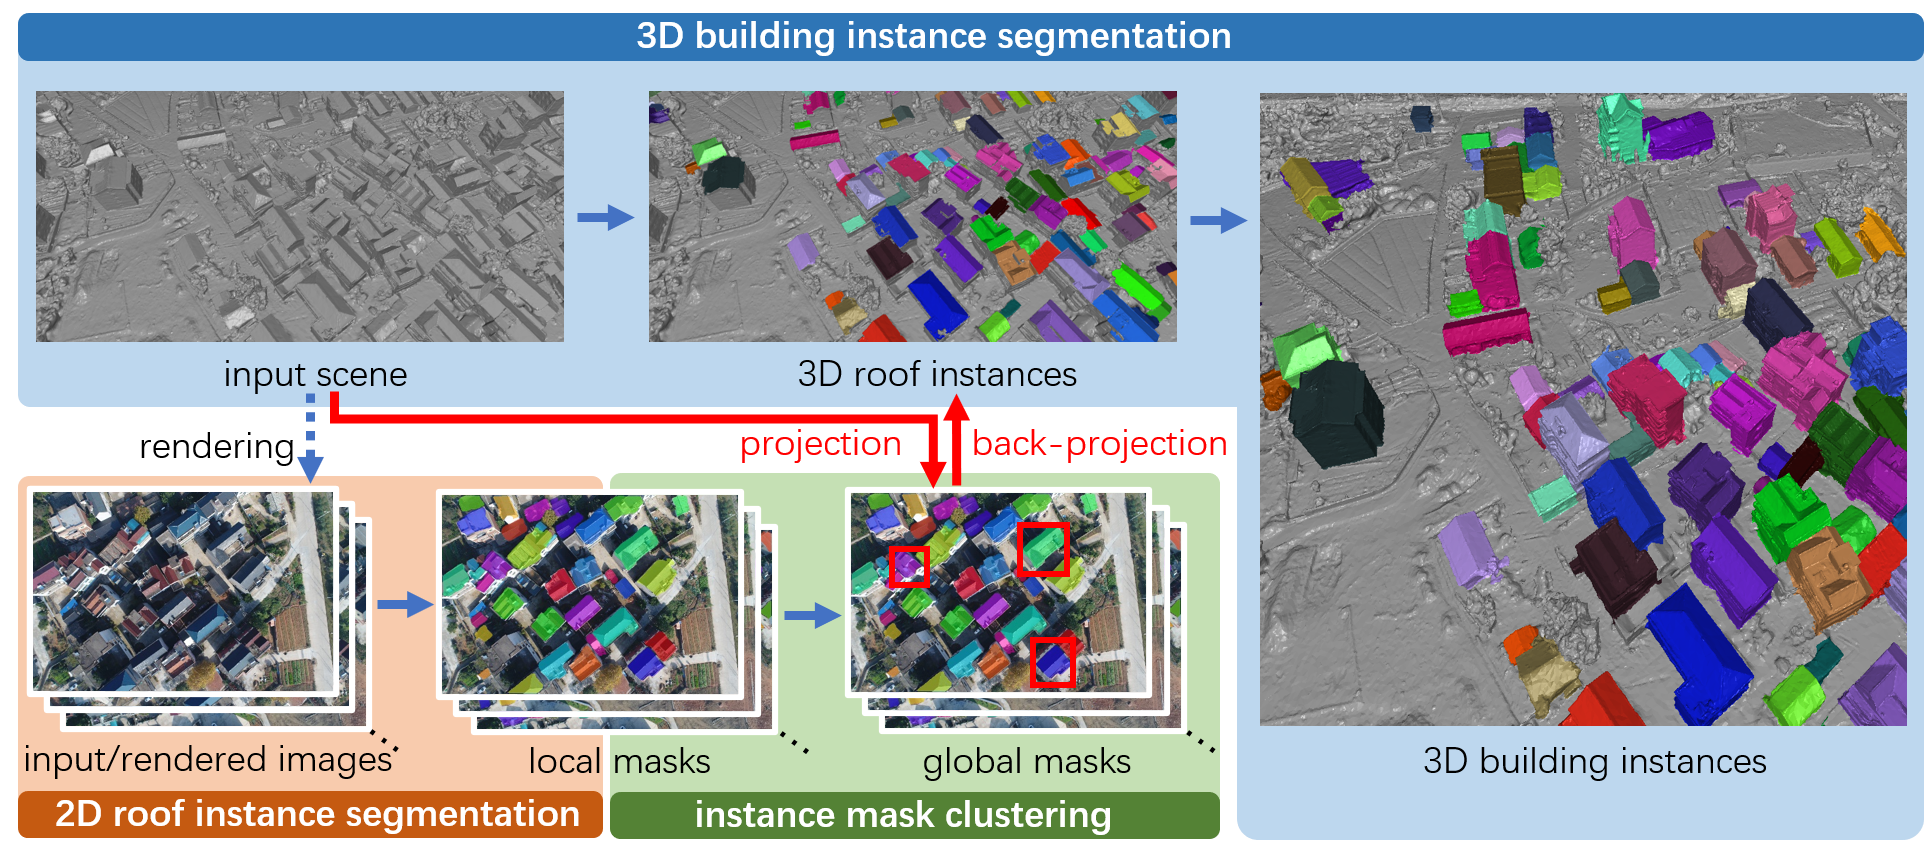 3D building instance segmentation
input scene
3D roof instances
rendering
projection
back-projection
input/rendered images
local masks
global masks
3D building instances
2D roof instance segmentation
instance mask clustering